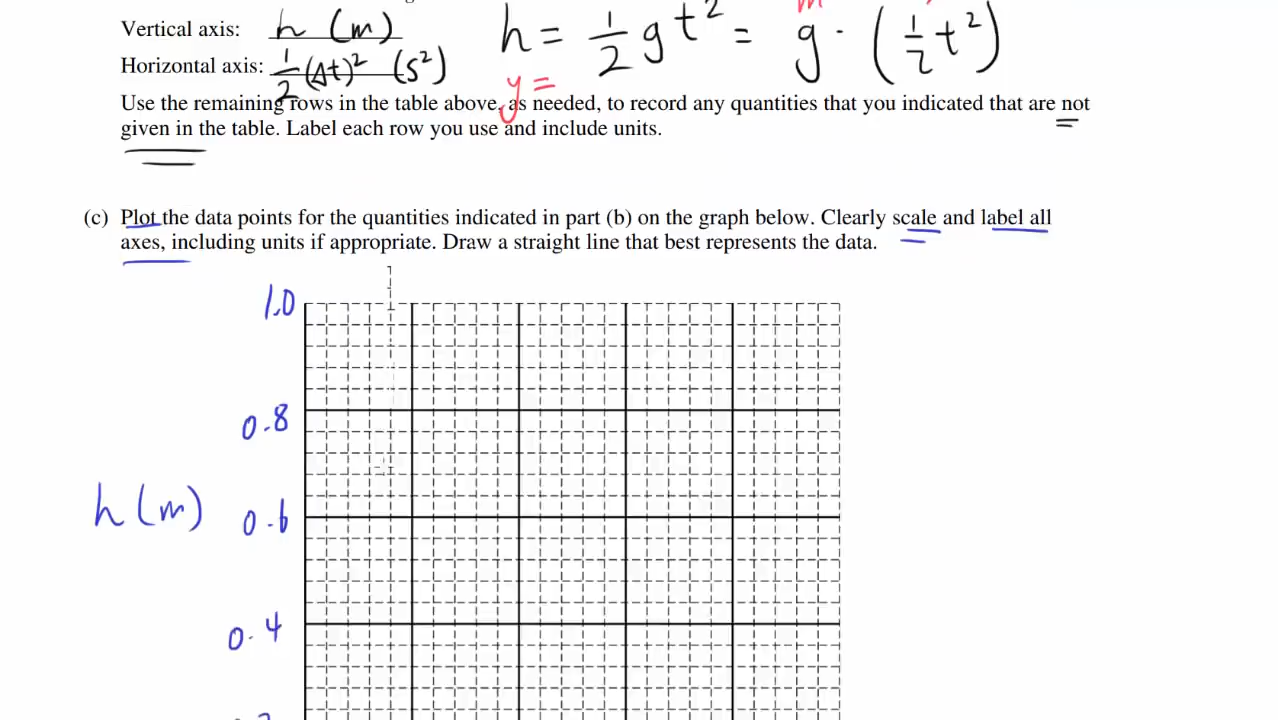 Vertical axis: h (m)
h = 1/2 g t² = g · (1/2 t²)
m
Horizontal axis: 1/2 (Δt)² (s²)
y =
Use the remaining rows in the table above, as needed, to record any quantities that you indicated that are not
given in the table. Label each row you use and include units.
(c) Plot the data points for the quantities indicated in part (b) on the graph below. Clearly scale and label all
axes, including units if appropriate. Draw a straight line that best represents the data.
1.0
0.8
h (m)
0.6
0.4